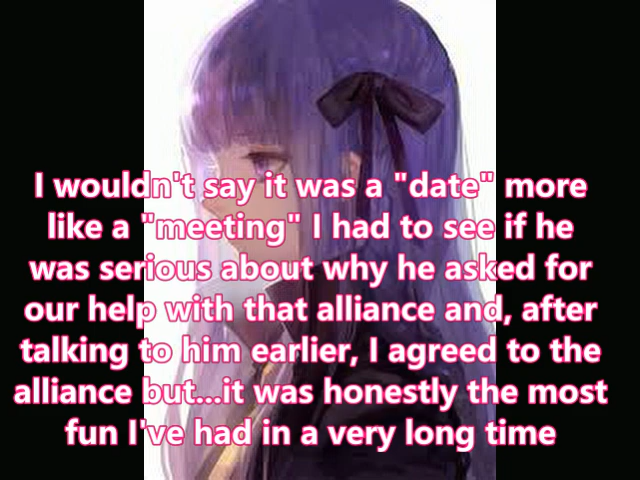 I wouldn't say it was a "date" more
like a "meeting" I had to see if he
was serious about why he asked for
our help with that alliance and, after
talking to him earlier, I agreed to the
alliance but...it was honestly the most
fun I've had in a very long time